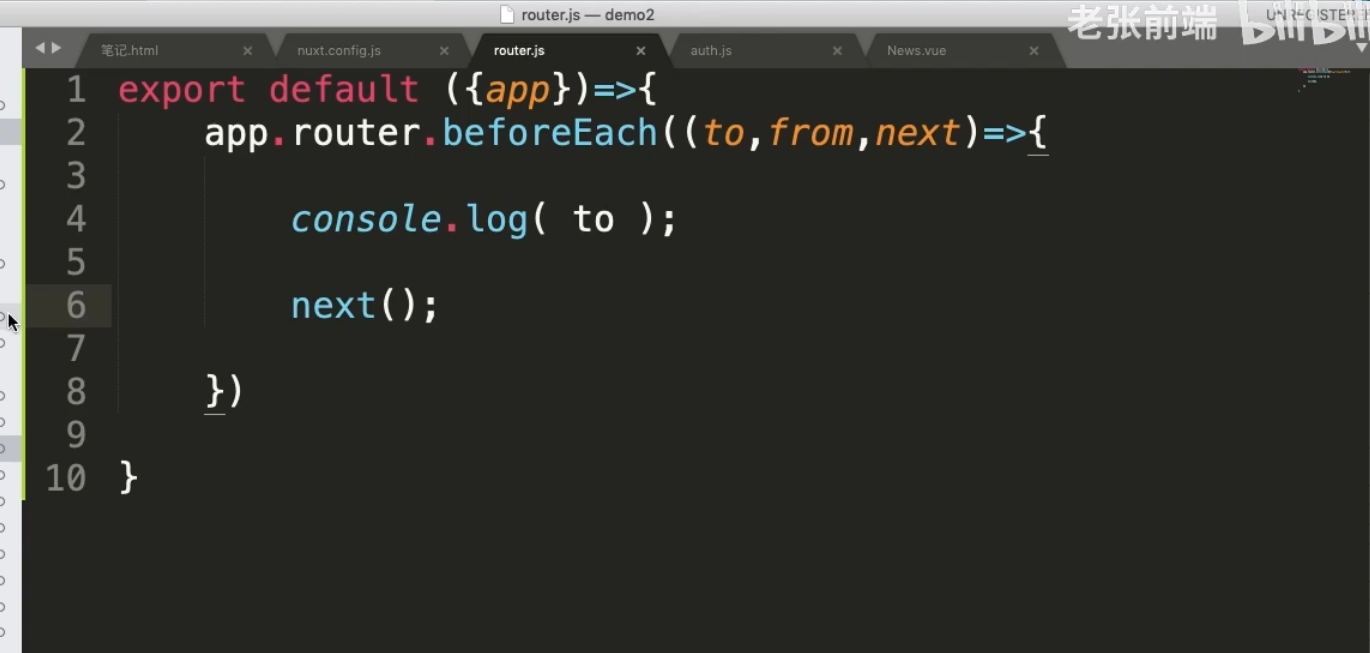 router.js — demo2
老张前端 bilibili
笔记.html × nuxt.config.js × router.js × auth.js × News.vue ×
1 export default ({app})=>{
2 app.router.beforeEach((to,from,next)=>{
3
4 console.log( to );
5
6 next();
7
8 })
9
10 }